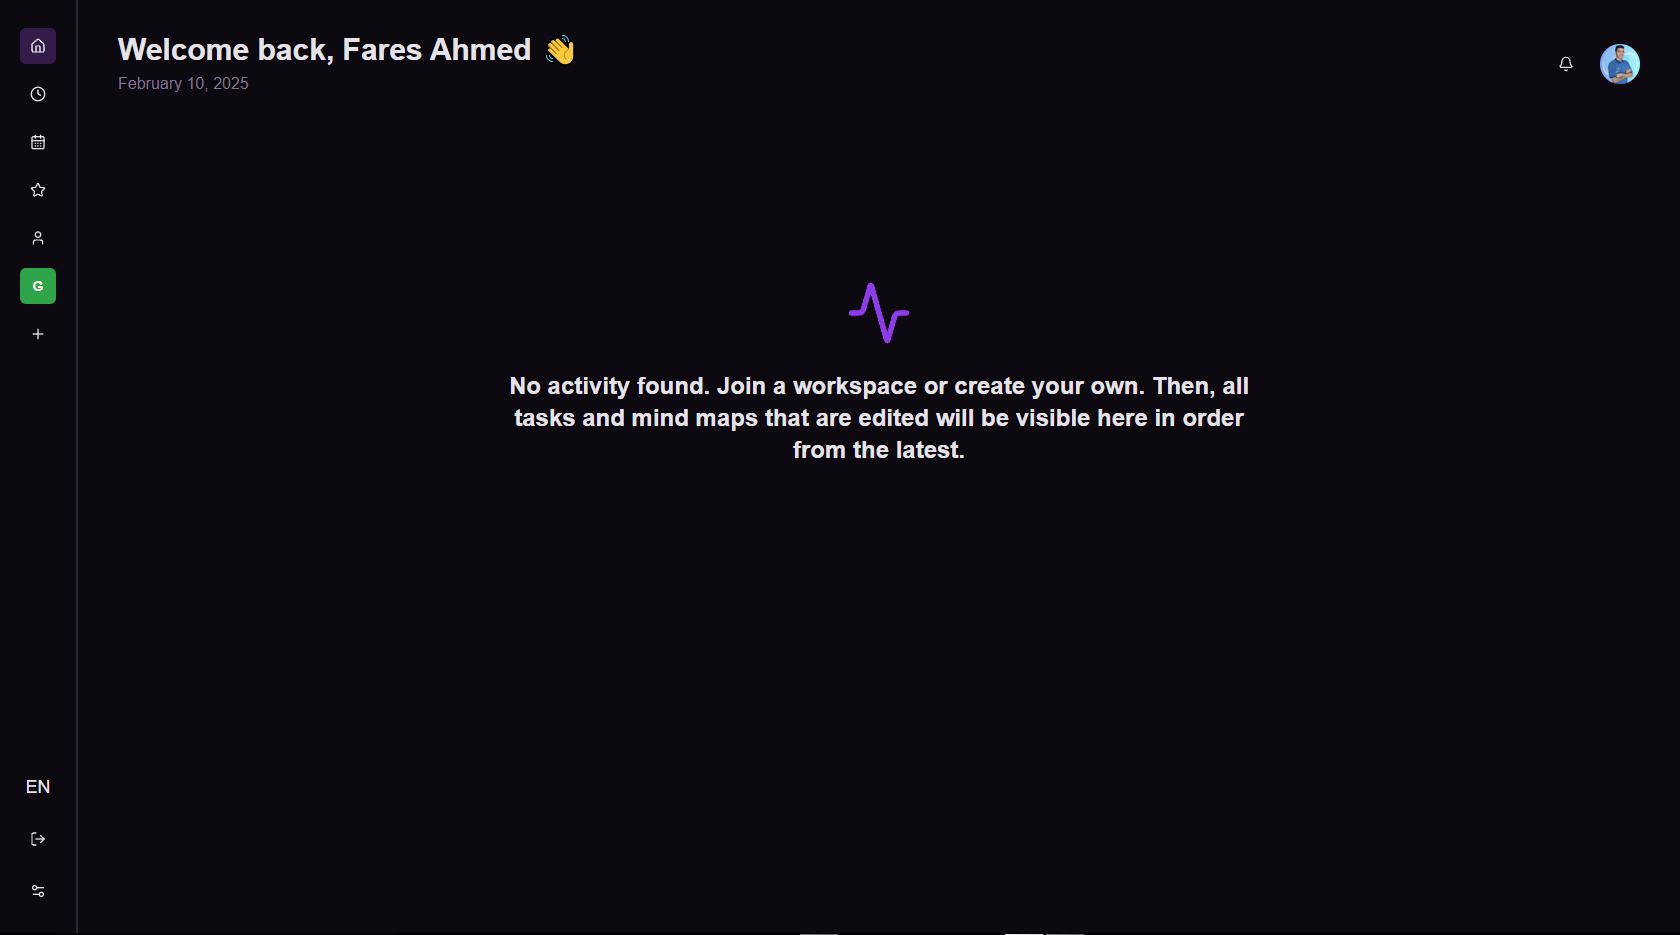 Welcome back, Fares Ahmed 👋
February 10, 2025
G
No activity found. Join a workspace or create your own. Then, all
tasks and mind maps that are edited will be visible here in order
from the latest.
EN